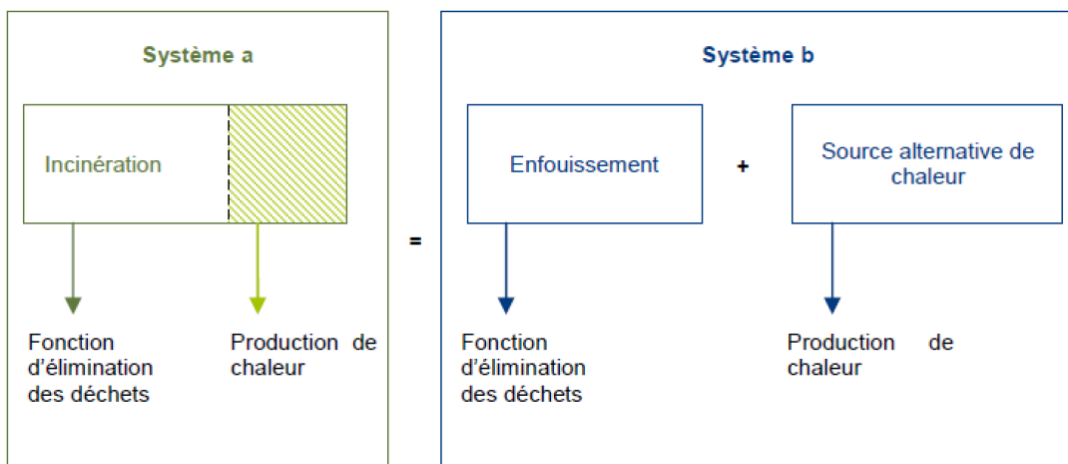 Système a
Incinération
Fonction
d'élimination
des déchets
Production de
chaleur
=
Système b
Enfouissement
+
Source alternative de
chaleur
Fonction
d'élimination
des déchets
Production de
chaleur